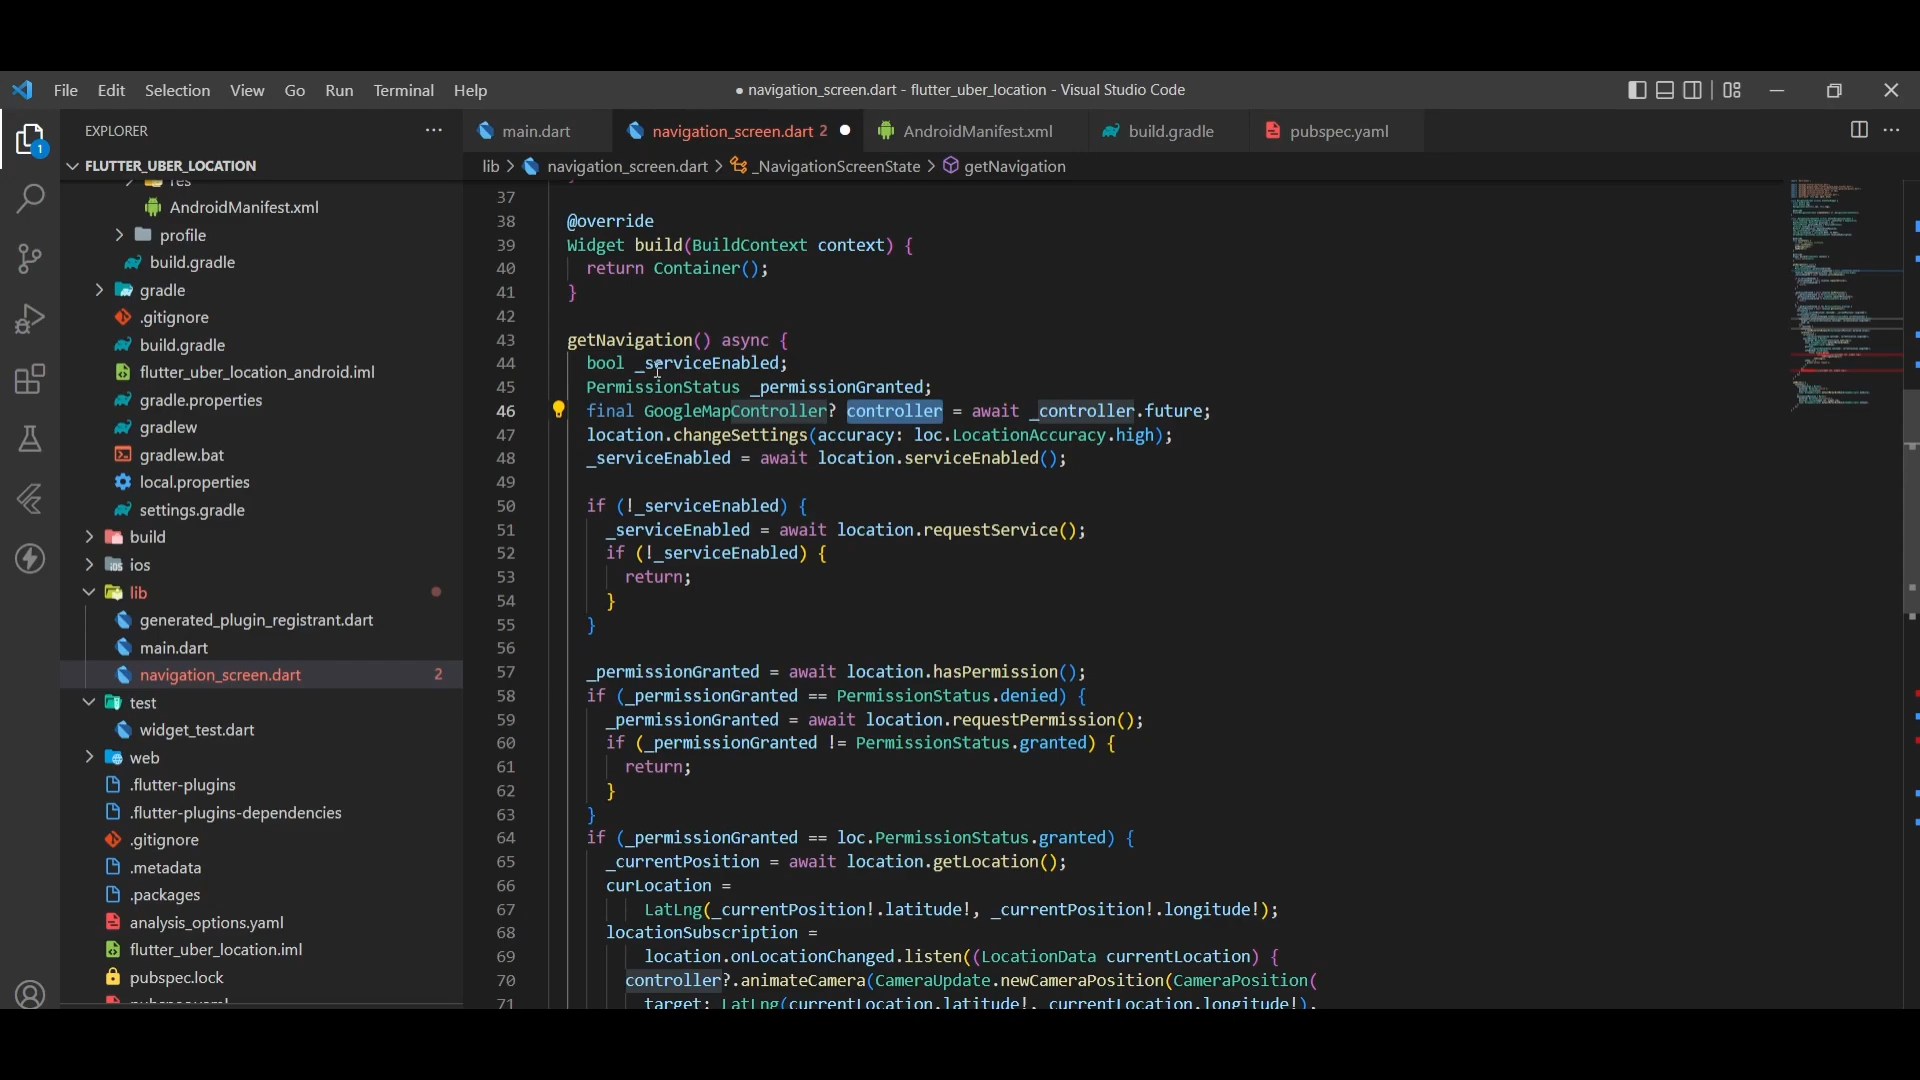 File Edit Selection View Go Run Terminal Help
● navigation_screen.dart - flutter_uber_location - Visual Studio Code
EXPLORER
main.dart
navigation_screen.dart 2
AndroidManifest.xml
build.gradle
pubspec.yaml
FLUTTER_UBER_LOCATION
lib > navigation_screen.dart > _NavigationScreenState > getNavigation
1
res
AndroidManifest.xml
profile
build.gradle
gradle
.gitignore
build.gradle
flutter_uber_location_android.iml
gradle.properties
gradlew
gradlew.bat
local.properties
settings.gradle
build
ios
lib
generated_plugin_registrant.dart
main.dart
navigation_screen.dart 2
test
widget_test.dart
web
.flutter-plugins
.flutter-plugins-dependencies
.gitignore
.metadata
.packages
analysis_options.yaml
flutter_uber_location.iml
pubspec.lock
37
38 @override
39 Widget build(BuildContext context) {
40 return Container();
41 }
42
43 getNavigation() async {
44 bool _serviceEnabled;
45 PermissionStatus _permissionGranted;
46 final GoogleMapController? controller = await _controller.future;
47 location.changeSettings(accuracy: loc.LocationAccuracy.high);
48 _serviceEnabled = await location.serviceEnabled();
49
50 if (!_serviceEnabled) {
51 _serviceEnabled = await location.requestService();
52 if (!_serviceEnabled) {
53 return;
54 }
55 }
56
57 _permissionGranted = await location.hasPermission();
58 if (_permissionGranted == PermissionStatus.denied) {
59 _permissionGranted = await location.requestPermission();
60 if (_permissionGranted != PermissionStatus.granted) {
61 return;
62 }
63 }
64 if (_permissionGranted == loc.PermissionStatus.granted) {
65 _currentPosition = await location.getLocation();
66 curLocation =
67 LatLng(_currentPosition!.latitude!, _currentPosition!.longitude!);
68 locationSubscription =
69 location.onLocationChanged.listen((LocationData currentLocation) {
70 controller?.animateCamera(CameraUpdate.newCameraPosition(CameraPosition(
71 target: LatLng(currentLocation.latitude!, currentLocation.longitude!),